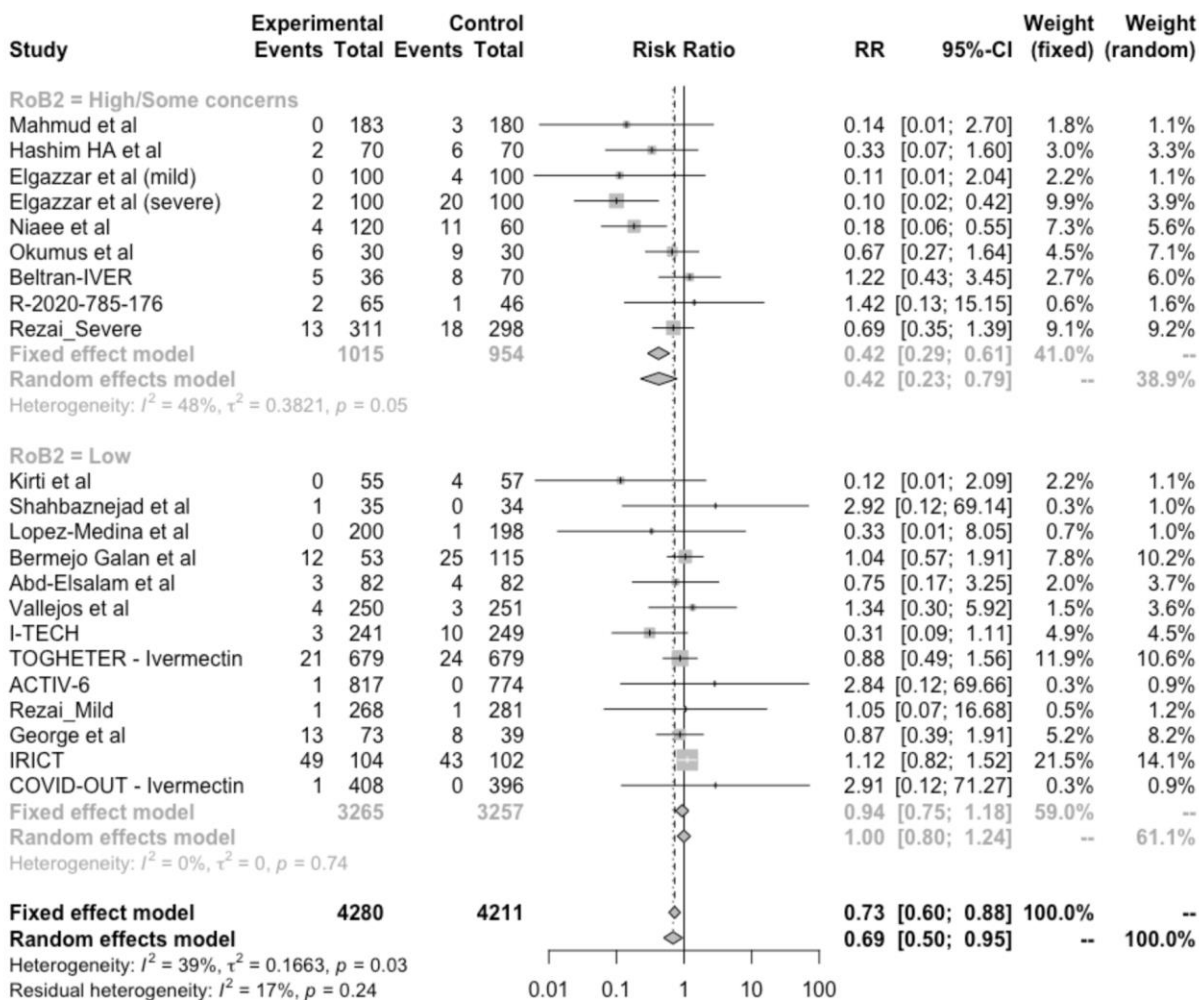 Experimental Control Weight Weight
Study Events Total Events Total Risk Ratio RR 95%-CI (fixed) (random)
RoB2 = High/Some concerns
Mahmud et al 0 183 3 180 0.14 [0.01; 2.70] 1.8% 1.1%
Hashim HA et al 2 70 6 70 0.33 [0.07; 1.60] 3.0% 3.3%
Elgazzar et al (mild) 0 100 4 100 0.11 [0.01; 2.04] 2.2% 1.1%
Elgazzar et al (severe) 2 100 20 100 0.10 [0.02; 0.42] 9.9% 3.9%
Niaee et al 4 120 11 60 0.18 [0.06; 0.55] 7.3% 5.6%
Okumus et al 6 30 9 30 0.67 [0.27; 1.64] 4.5% 7.1%
Beltran-IVER 5 36 8 70 1.22 [0.43; 3.45] 2.7% 6.0%
R-2020-785-176 2 65 1 46 1.42 [0.13; 15.15] 0.6% 1.6%
Rezai_Severe 13 311 18 298 0.69 [0.35; 1.39] 9.1% 9.2%
Fixed effect model 1015 954 0.42 [0.29; 0.61] 41.0% --
Random effects model 0.42 [0.23; 0.79] -- 38.9%
Heterogeneity: I² = 48%, τ² = 0.3821, p = 0.05
RoB2 = Low
Kirti et al 0 55 4 57 0.12 [0.01; 2.09] 2.2% 1.1%
Shahbaznejad et al 1 35 0 34 2.92 [0.12; 69.14] 0.3% 1.0%
Lopez-Medina et al 0 200 1 198 0.33 [0.01; 8.05] 0.7% 1.0%
Bermejo Galan et al 12 53 25 115 1.04 [0.57; 1.91] 7.8% 10.2%
Abd-Elsalam et al 3 82 4 82 0.75 [0.17; 3.25] 2.0% 3.7%
Vallejos et al 4 250 3 251 1.34 [0.30; 5.92] 1.5% 3.6%
I-TECH 3 241 10 249 0.31 [0.09; 1.11] 4.9% 4.5%
TOGHETER - Ivermectin 21 679 24 679 0.88 [0.49; 1.56] 11.9% 10.6%
ACTIV-6 1 817 0 774 2.84 [0.12; 69.66] 0.3% 0.9%
Rezai_Mild 1 268 1 281 1.05 [0.07; 16.68] 0.5% 1.2%
George et al 13 73 8 39 0.87 [0.39; 1.91] 5.2% 8.2%
IRICT 49 104 43 102 1.12 [0.82; 1.52] 21.5% 14.1%
COVID-OUT - Ivermectin 1 408 0 396 2.91 [0.12; 71.27] 0.3% 0.9%
Fixed effect model 3265 3257 0.94 [0.75; 1.18] 59.0% --
Random effects model 1.00 [0.80; 1.24] -- 61.1%
Heterogeneity: I² = 0%, τ² = 0, p = 0.74
Fixed effect model 4280 4211 0.73 [0.60; 0.88] 100.0% --
Random effects model 0.69 [0.50; 0.95] -- 100.0%
Heterogeneity: I² = 39%, τ² = 0.1663, p = 0.03
Residual heterogeneity: I² = 17%, p = 0.24 0.01 0.1 1 10 100